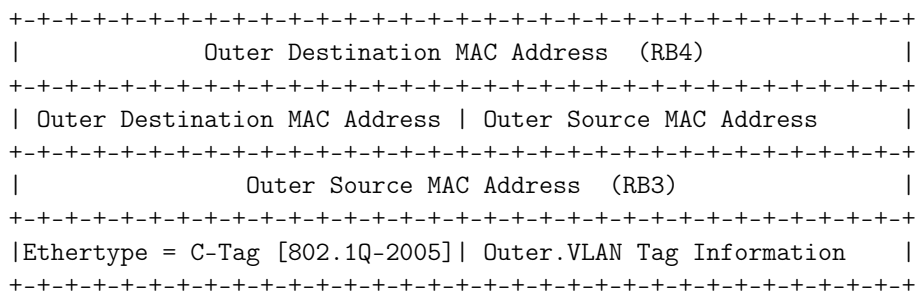 +-+-+-+-+-+-+-+-+-+-+-+-+-+-+-+-+-+-+-+-+-+-+-+-+-+-+-+-+-+-+-+-+
|             Outer Destination MAC Address  (RB4)              |
+-+-+-+-+-+-+-+-+-+-+-+-+-+-+-+-+-+-+-+-+-+-+-+-+-+-+-+-+-+-+-+-+
| Outer Destination MAC Address | Outer Source MAC Address      |
+-+-+-+-+-+-+-+-+-+-+-+-+-+-+-+-+-+-+-+-+-+-+-+-+-+-+-+-+-+-+-+-+
|                Outer Source MAC Address  (RB3)                |
+-+-+-+-+-+-+-+-+-+-+-+-+-+-+-+-+-+-+-+-+-+-+-+-+-+-+-+-+-+-+-+-+
|Ethertype = C-Tag [802.1Q-2005]| Outer.VLAN Tag Information    |
+-+-+-+-+-+-+-+-+-+-+-+-+-+-+-+-+-+-+-+-+-+-+-+-+-+-+-+-+-+-+-+-+